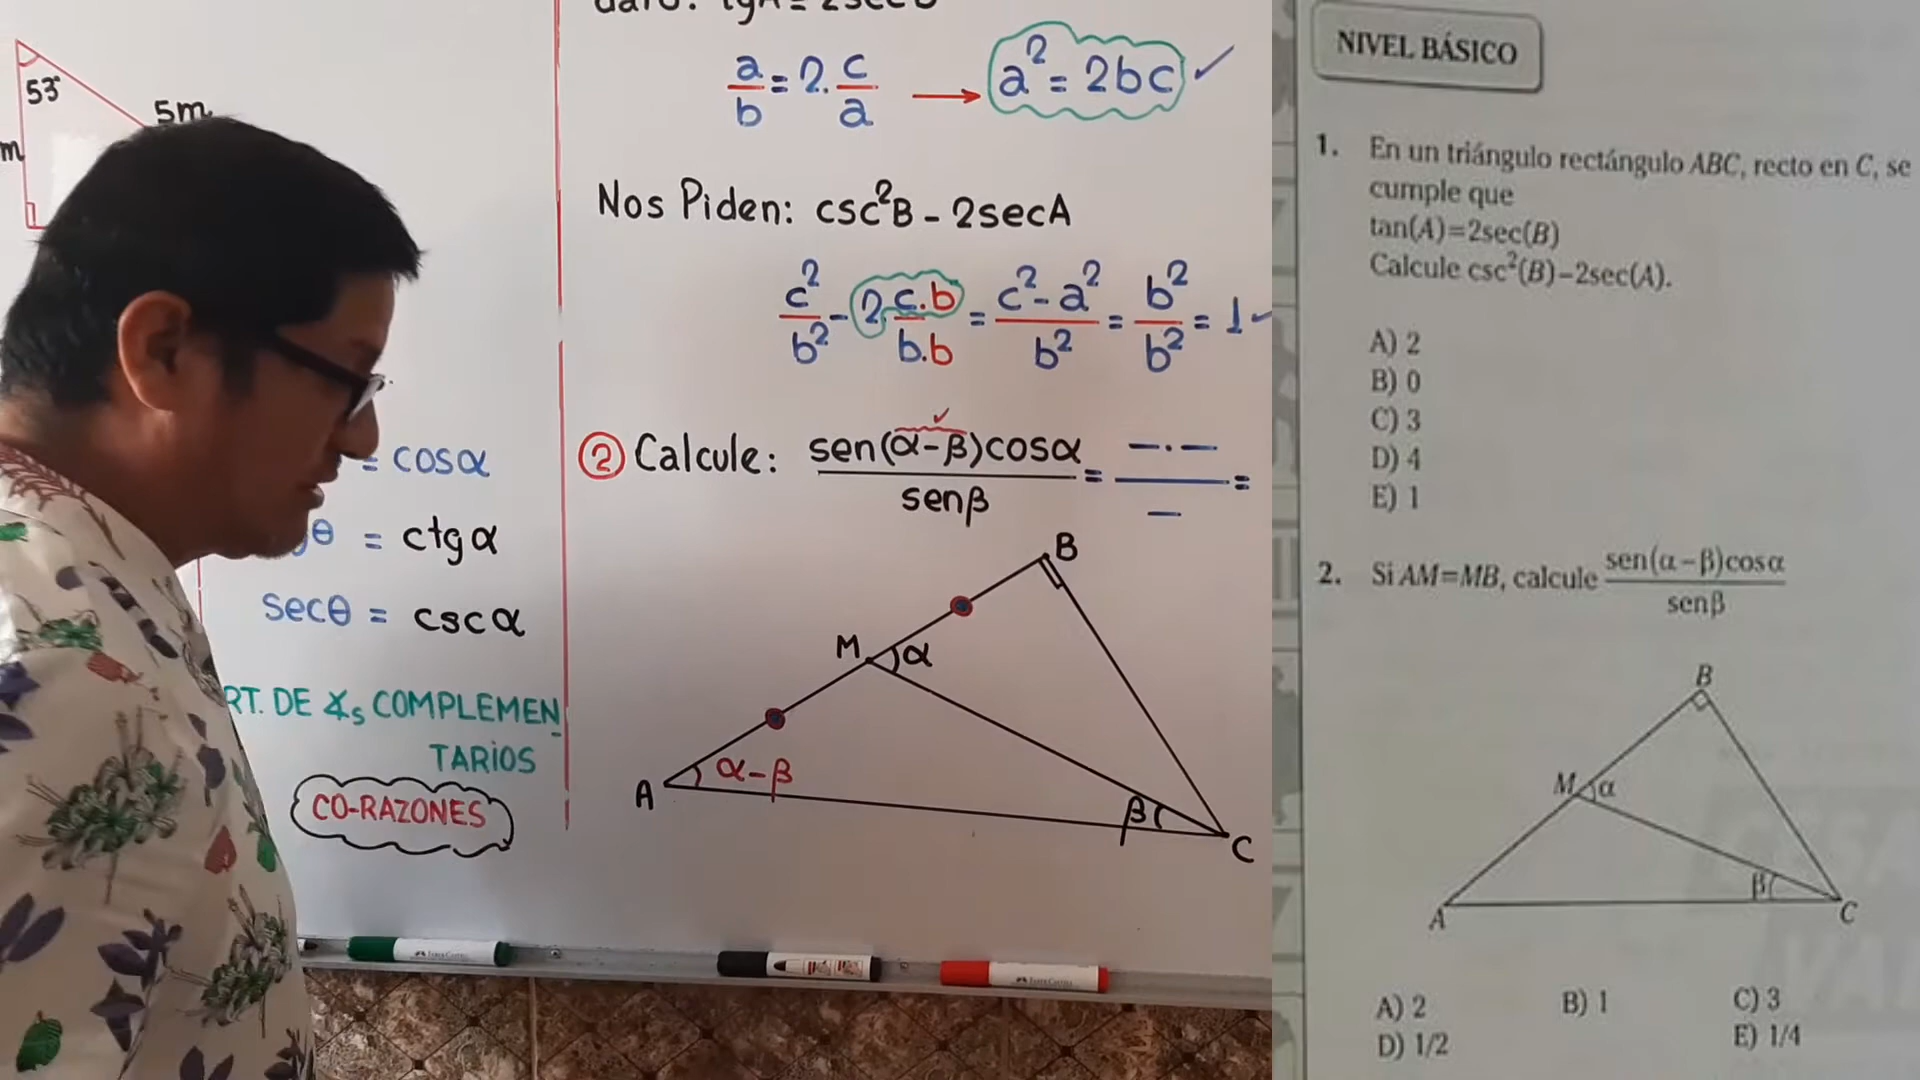 53°
5m
m
= cosα
θ = ctgα
secθ = cscα
RT. DE ∡s COMPLEMEN
TARIOS
CO-RAZONES
a/b = 2. c/a → a² = 2bc ✓
Nos Piden: csc²B - 2secA
c²/b² - 2 c.b/b.b = c² - a²/b² = b²/b² = 1
② Calcule: sen(α-β)cosα/senβ = —.—/— =
B
M α
A α-β
β C
NIVEL BÁSICO
1. En un triángulo rectángulo ABC, recto en C, se
cumple que
tan(A)=2sec(B)
Calcule csc²(B)–2sec(A).
A) 2
B) 0
C) 3
D) 4
E) 1
2. Si AM=MB, calcule sen(α–β)cosα/senβ
B
M α
β
A C
A) 2 B) 1 C) 3
D) 1/2 E) 1/4